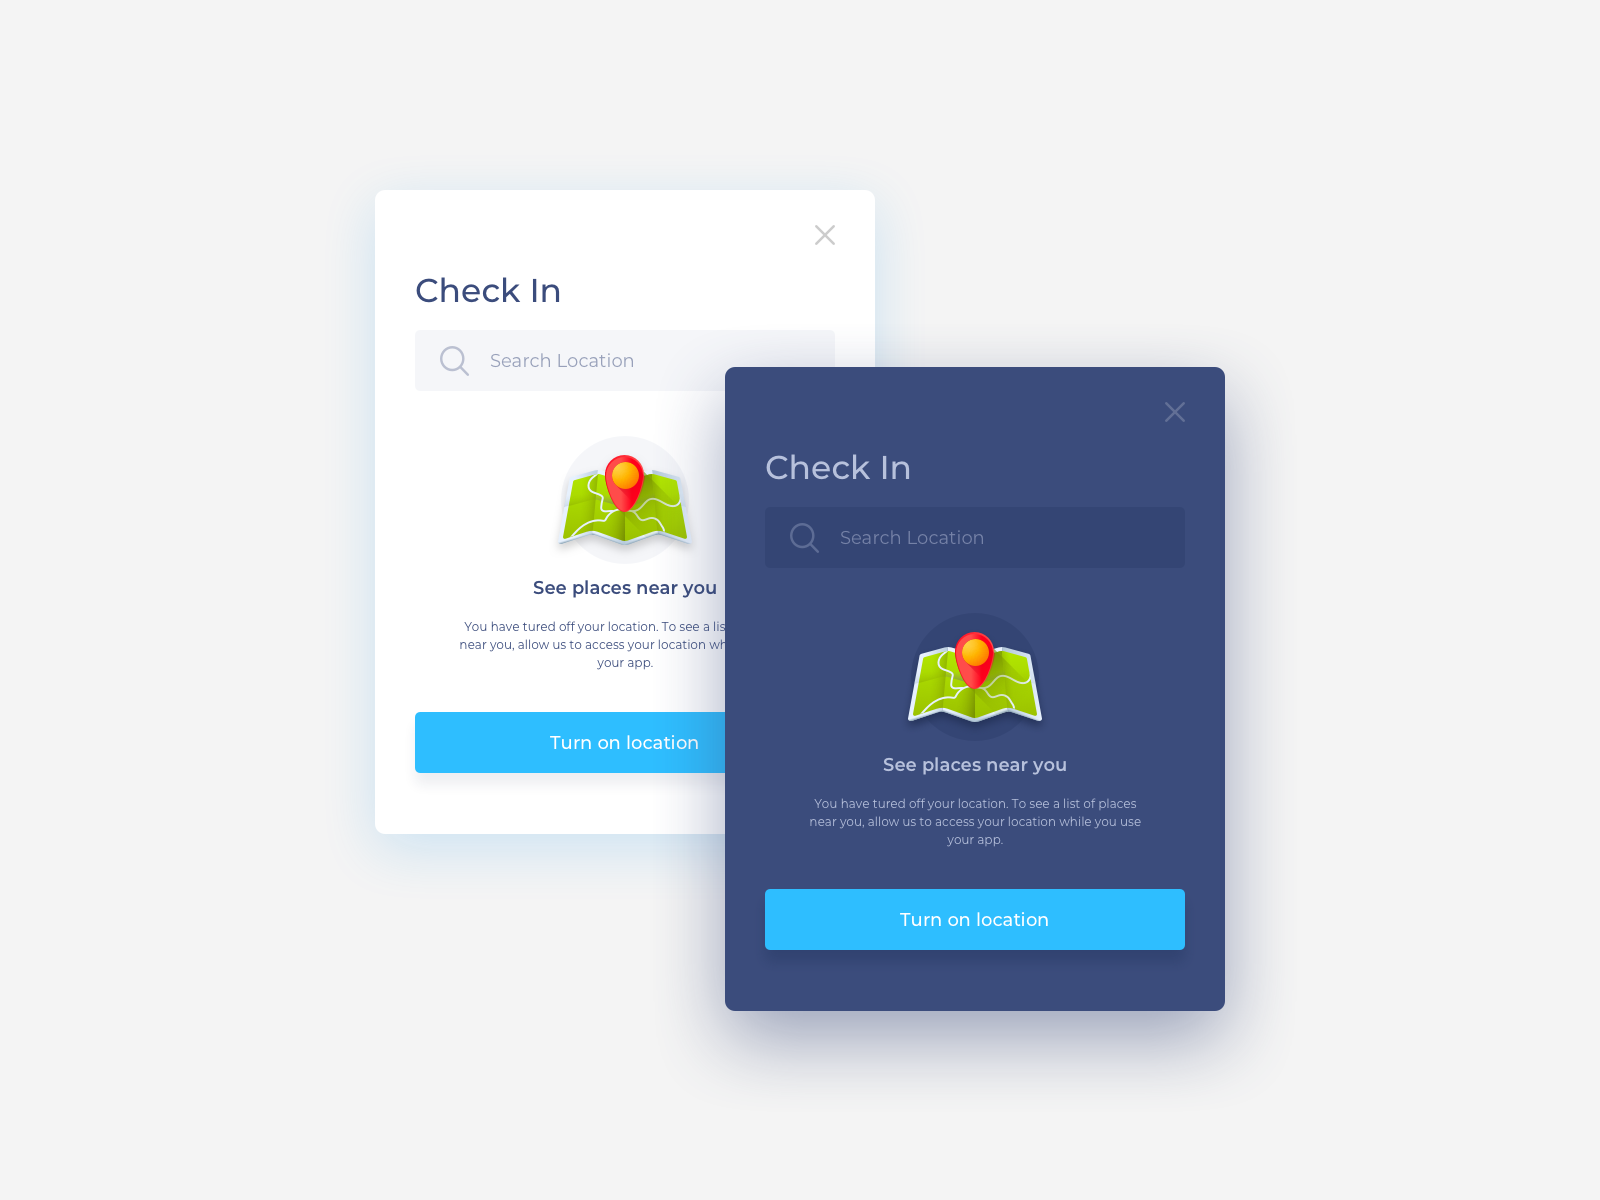 Check In
Search Location
See places near you
You have tured off your location. To see a lis
near you, allow us to access your location wh
your app.
Turn on location
Check In
Search Location
See places near you
You have tured off your location. To see a list of places
near you, allow us to access your location while you use
your app.
Turn on location